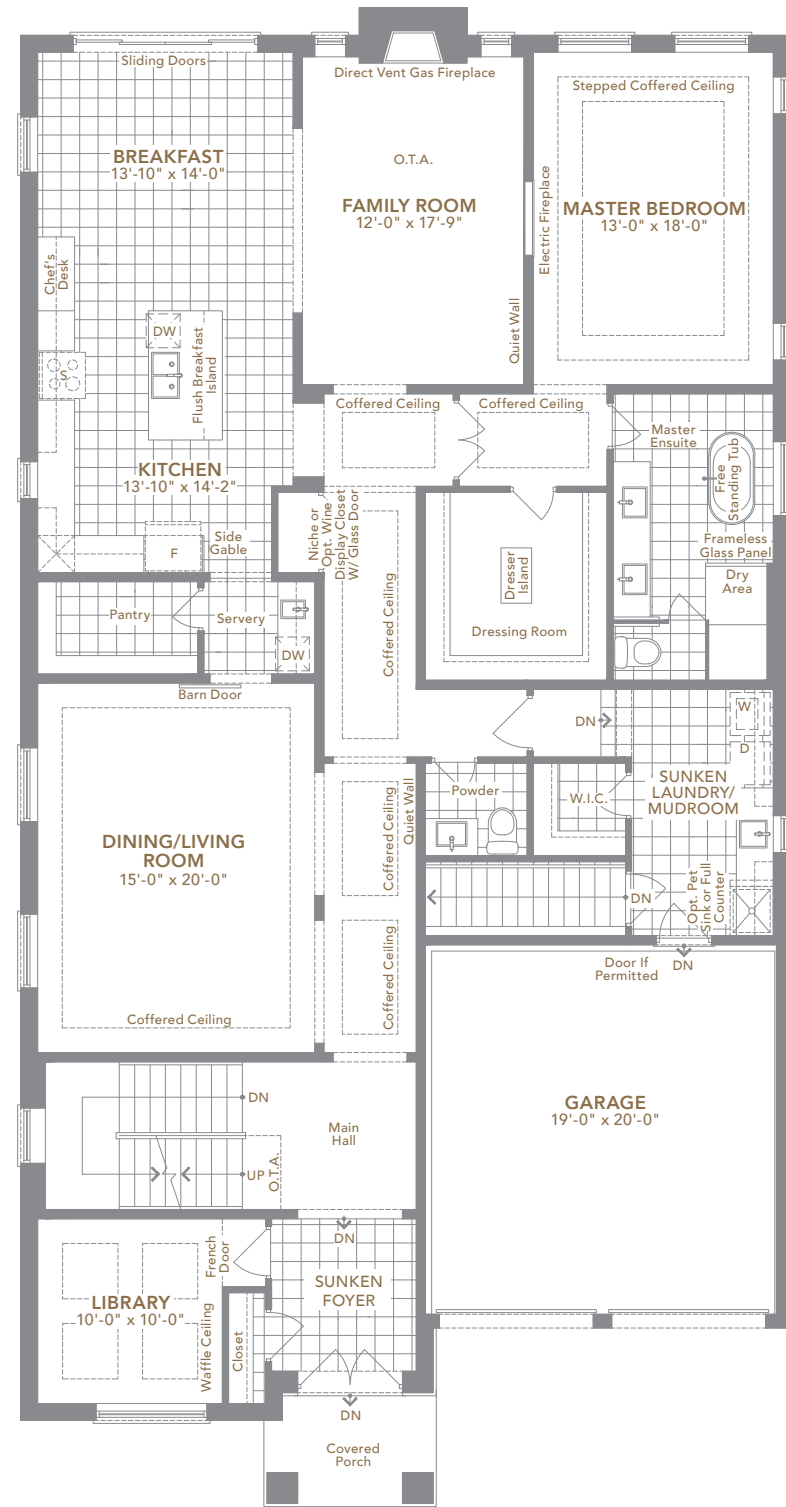 Sliding Doors
Direct Vent Gas Fireplace
Stepped Coffered Ceiling
BREAKFAST
13'-10" x 14'-0"
O.T.A.
FAMILY ROOM
12'-0" x 17'-9"
Electric Fireplace
MASTER BEDROOM
13'-0" x 18'-0"
Chef's
Desk
S
DW
Flush Breakfast
Island
Quiet Wall
Coffered Ceiling
Coffered Ceiling
Master
Ensuite
Free
Standing Tub
KITCHEN
13'-10" x 14'-2"
Side
Gable
F
Niche or
Opt. Wine
Display Closet
W/ Glass Door
Coffered Ceiling
Dresser
Island
Dressing Room
Frameless
Glass Panel
Dry
Area
Pantry
Servery
DW
Barn Door
DN
W
D
SUNKEN
LAUNDRY/
MUDROOM
Powder
W.I.C.
Quiet Wall
Coffered Ceiling
DINING/LIVING
ROOM
15'-0" x 20'-0"
DN
Opt. Pet
Sink or Full
Counter
Coffered Ceiling
Coffered Ceiling
Door If
Permitted
DN
DN
UP
O.T.A.
Main
Hall
GARAGE
19'-0" x 20'-0"
DN
French
Door
SUNKEN
FOYER
LIBRARY
10'-0" x 10'-0"
Waffle Ceiling
Closet
DN
Covered
Porch